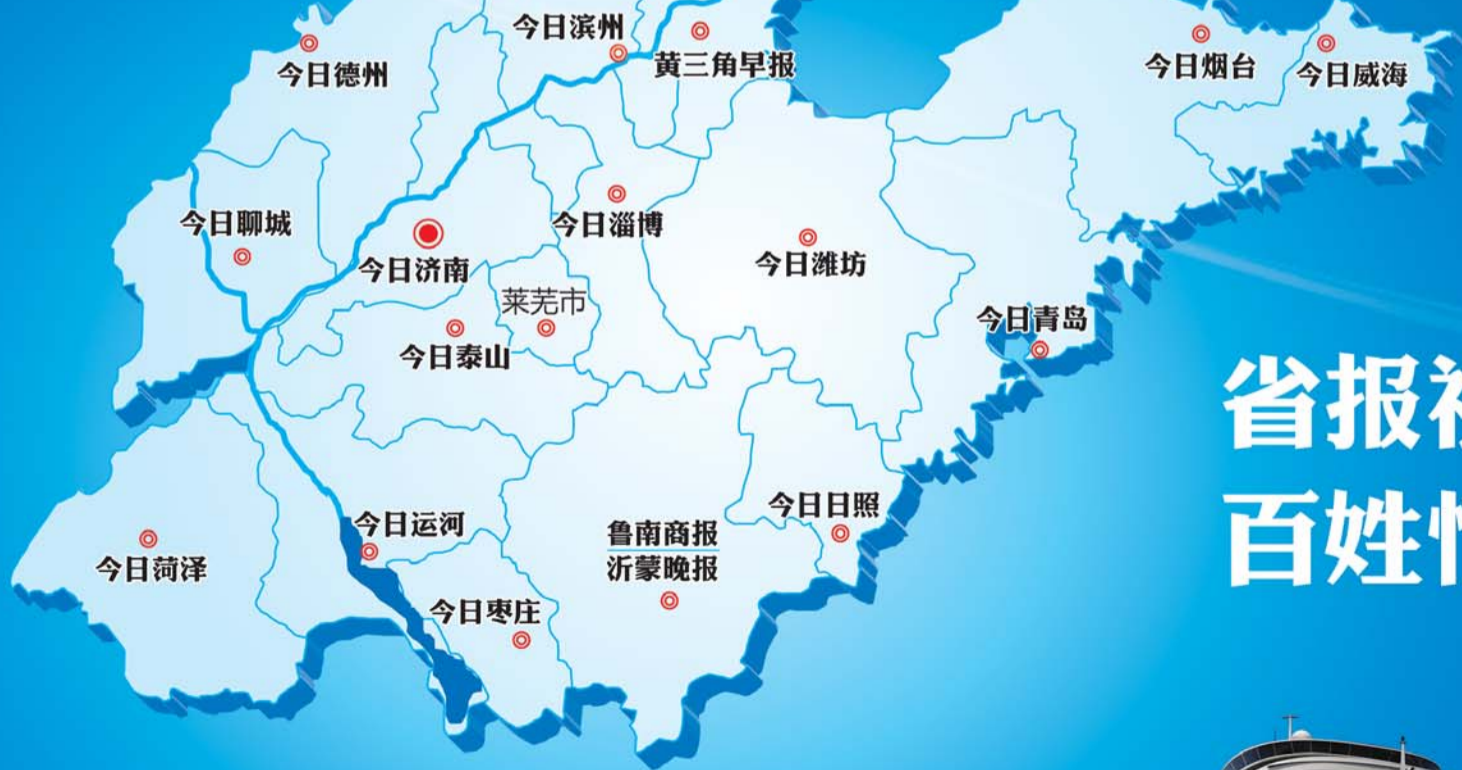 今日滨州
今日德州
黄三角早报
今日烟台
今日威海
今日聊城
今日淄博
今日济南
今日潍坊
莱芜市
今日青岛
今日泰山
省报
百姓
今日日照
今日运河
鲁南商报
沂蒙晚报
今日菏泽
今日枣庄